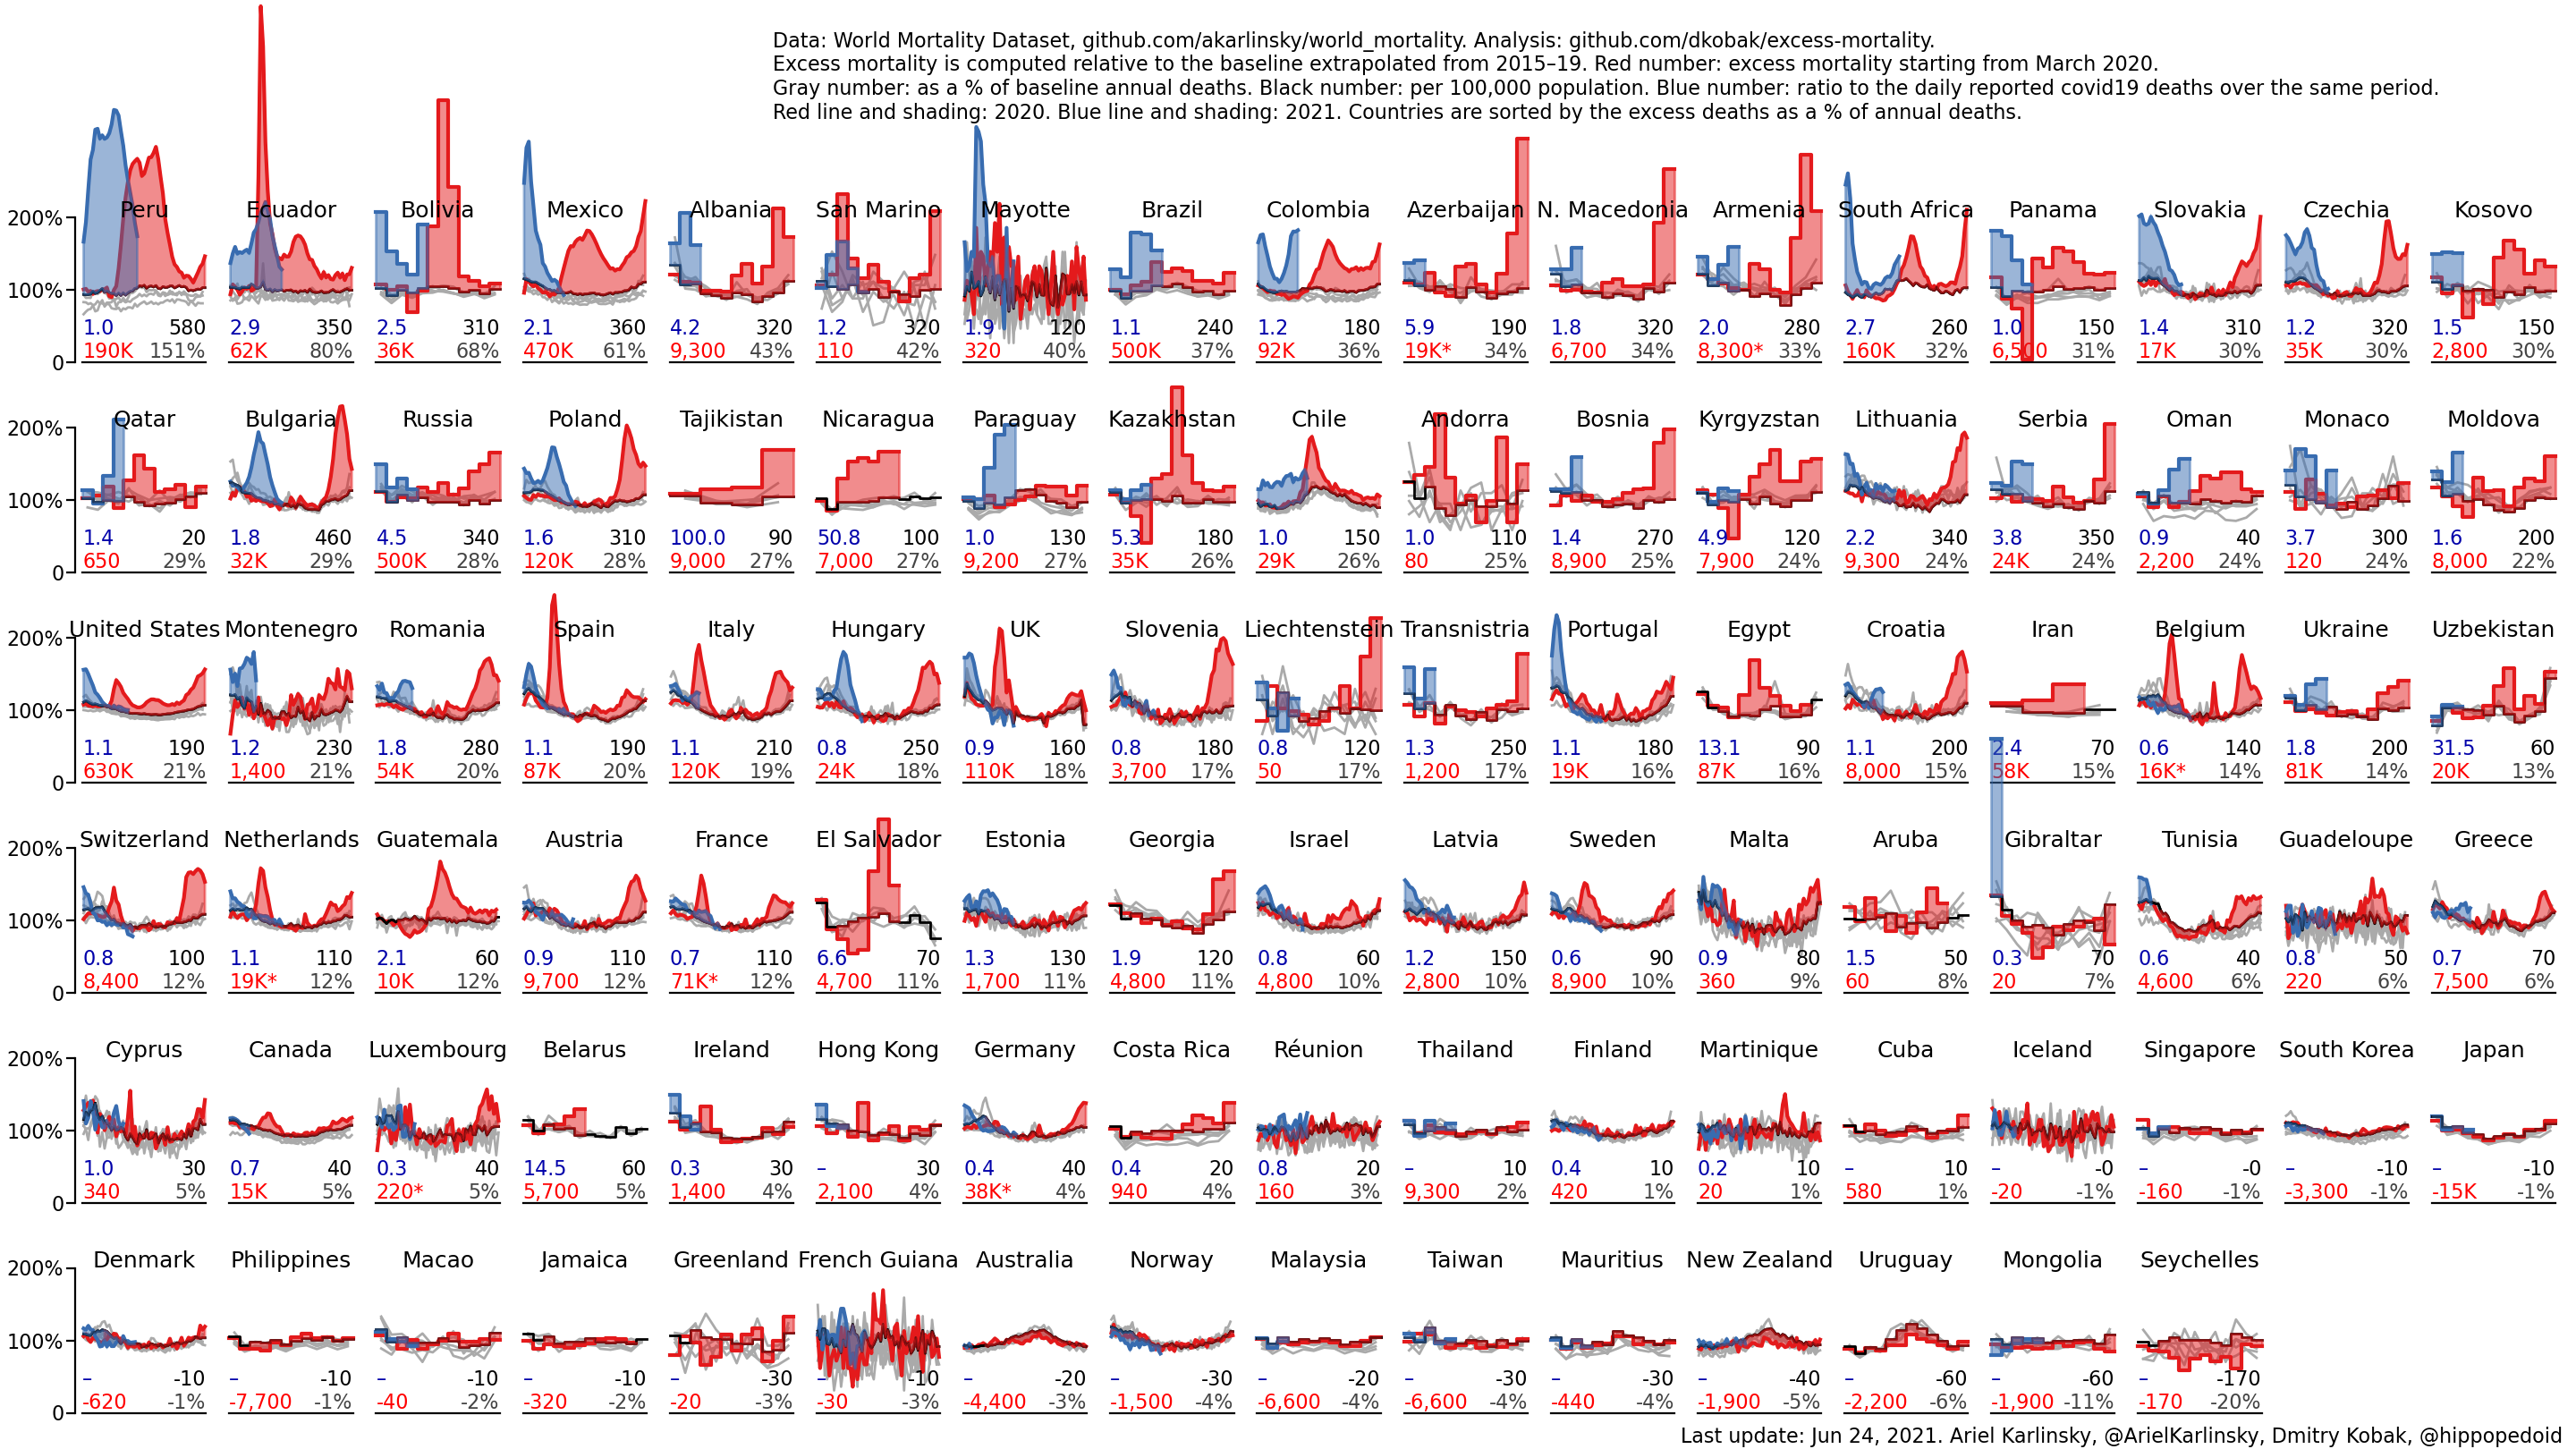 Data: World Mortality Dataset, github.com/akarlinsky/world_mortality. Analysis: github.com/dkobak/excess-mortality.
Excess mortality is computed relative to the baseline extrapolated from 2015–19. Red number: excess mortality starting from March 2020.
Gray number: as a % of baseline annual deaths. Black number: per 100,000 population. Blue number: ratio to the daily reported covid19 deaths over the same period.
Red line and shading: 2020. Blue line and shading: 2021. Countries are sorted by the excess deaths as a % of annual deaths.
200% Peru Ecuador Bolivia Mexico Albania San Marino Mayotte Brazil Colombia Azerbaijan N. Macedonia Armenia South Africa Panama Slovakia Czechia Kosovo
100%
1.0 580 2.9 350 2.5 310 2.1 360 4.2 320 1.2 320 1.9 120 1.1 240 1.2 180 5.9 190 1.8 320 2.0 280 2.7 260 1.0 150 1.4 310 1.2 320 1.5 150
0 190K 151% 62K 80% 36K 68% 470K 61% 9,300 43% 110 42% 320 40% 500K 37% 92K 36% 19K* 34% 6,700 34% 8,300* 33% 160K 32% 6,500 31% 17K 30% 35K 30% 2,800 30%
200% Qatar Bulgaria Russia Poland Tajikistan Nicaragua Paraguay Kazakhstan Chile Andorra Bosnia Kyrgyzstan Lithuania Serbia Oman Monaco Moldova
100%
1.4 20 1.8 460 4.5 340 1.6 310 100.0 90 50.8 100 1.0 130 5.3 180 1.0 150 1.0 110 1.4 270 4.9 120 2.2 340 3.8 350 0.9 40 3.7 300 1.6 200
0 650 29% 32K 29% 500K 28% 120K 28% 9,000 27% 7,000 27% 9,200 27% 35K 26% 29K 26% 80 25% 8,900 25% 7,900 24% 9,300 24% 24K 24% 2,200 24% 120 24% 8,000 22%
200% United States Montenegro Romania Spain Italy Hungary UK Slovenia Liechtenstein Transnistria Portugal Egypt Croatia Iran Belgium Ukraine Uzbekistan
100%
1.1 190 1.2 230 1.8 280 1.1 190 1.1 210 0.8 250 0.9 160 0.8 180 0.8 120 1.3 250 1.1 180 13.1 90 1.1 200 2.4 70 0.6 140 1.8 200 31.5 60
0 630K 21% 1,400 21% 54K 20% 87K 20% 120K 19% 24K 18% 110K 18% 3,700 17% 50 17% 1,200 17% 19K 16% 87K 16% 8,000 15% 58K 15% 16K* 14% 81K 14% 20K 13%
200% Switzerland Netherlands Guatemala Austria France El Salvador Estonia Georgia Israel Latvia Sweden Malta Aruba Gibraltar Tunisia Guadeloupe Greece
100%
0.8 100 1.1 110 2.1 60 0.9 110 0.7 110 6.6 70 1.3 130 1.9 120 0.8 60 1.2 150 0.6 90 0.9 80 1.5 50 0.3 70 0.6 40 0.8 50 0.7 70
0 8,400 12% 19K* 12% 10K 12% 9,700 12% 71K* 12% 4,700 11% 1,700 11% 4,800 11% 4,800 10% 2,800 10% 8,900 10% 360 9% 60 8% 20 7% 4,600 6% 220 6% 7,500 6%
200% Cyprus Canada Luxembourg Belarus Ireland Hong Kong Germany Costa Rica Réunion Thailand Finland Martinique Cuba Iceland Singapore South Korea Japan
100%
1.0 30 0.7 40 0.3 40 14.5 60 0.3 30 – 30 0.4 40 0.4 20 0.8 20 – 10 0.4 10 0.2 10 – 10 – -0 – -0 – -10 – -10
0 340 5% 15K 5% 220* 5% 5,700 5% 1,400 4% 2,100 4% 38K* 4% 940 4% 160 3% 9,300 2% 420 1% 20 1% 580 1% -20 -1% -160 -1% -3,300 -1% -15K -1%
200% Denmark Philippines Macao Jamaica Greenland French Guiana Australia Norway Malaysia Taiwan Mauritius New Zealand Uruguay Mongolia Seychelles
100%
– -10 – -10 – -10 – -10 – -30 – -10 – -20 – -30 – -20 – -30 – -30 – -40 – -60 – -60 – -170
0 -620 -1% -7,700 -1% -40 -2% -320 -2% -20 -3% -30 -3% -4,400 -3% -1,500 -4% -6,600 -4% -6,600 -4% -440 -4% -1,900 -5% -2,200 -6% -1,900 -11% -170 -20%
Last update: Jun 24, 2021. Ariel Karlinsky, @ArielKarlinsky, Dmitry Kobak, @hippopedoid